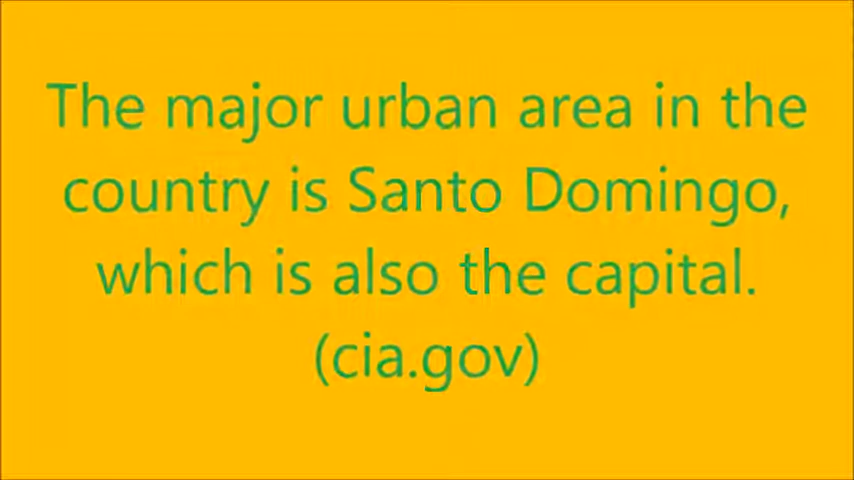 The major urban area in the
country is Santo Domingo,
which is also the capital.
(cia.gov)